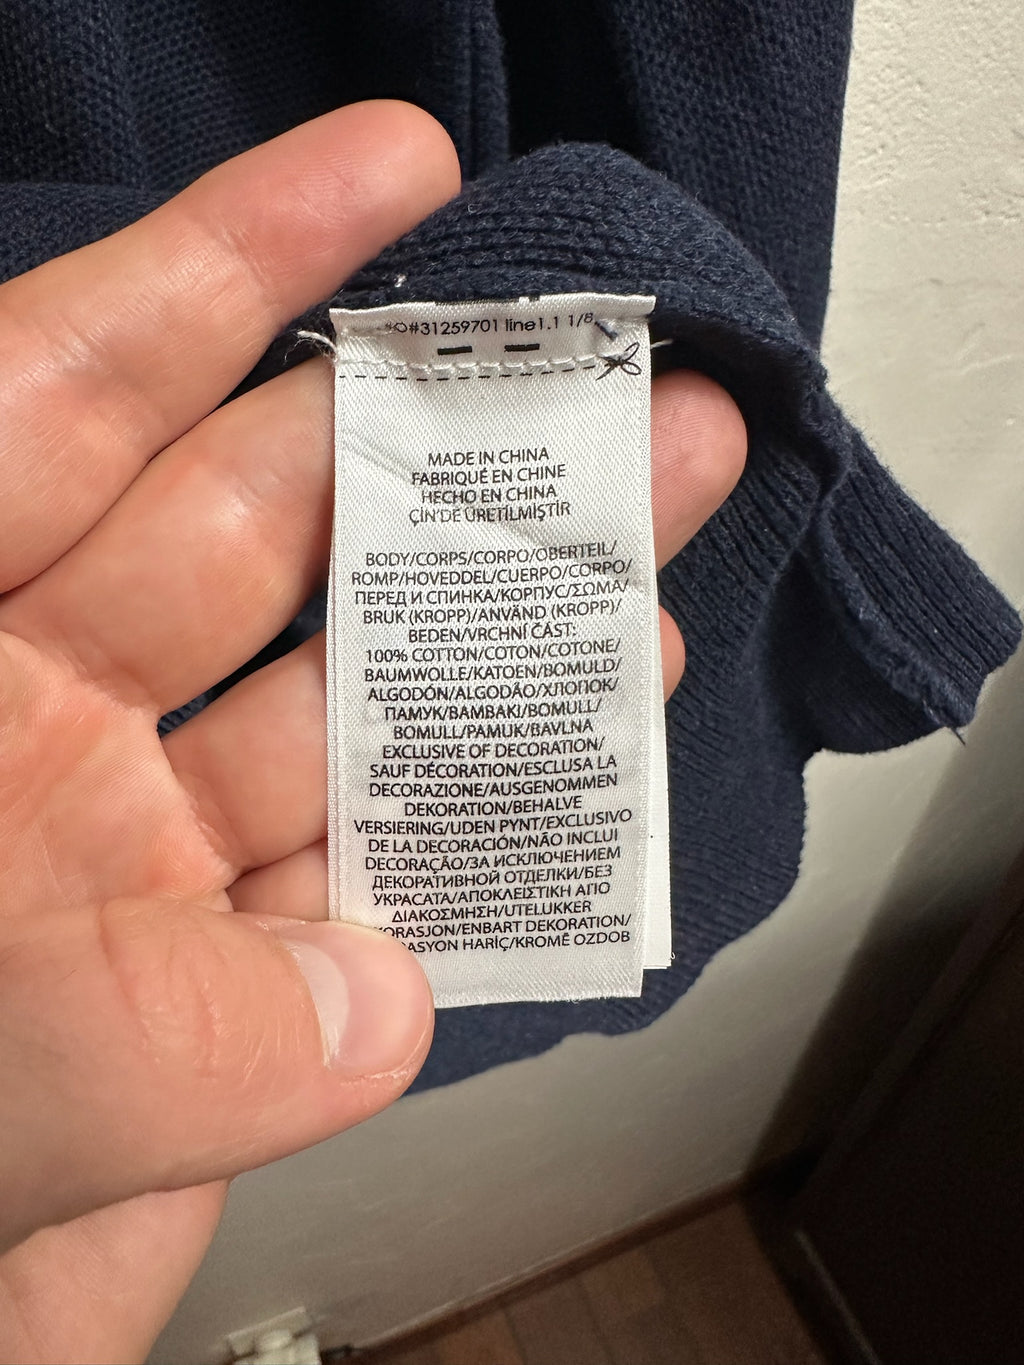 O#31259701 line1.1 1/8
MADE IN CHINA
FABRIQUÉ EN CHINE
HECHO EN CHINA
ÇİN'DE ÜRETİLMİŞTİR
BODY/CORPS/CORPO/OBERTEIL/
ROMP/HOVEDDEL/CUERPO/CORPO/
ПЕРЕД И СПИНКА/КОРПУС/ΣΩΜΑ/
BRUK (KROPP)/ANVÄND (KROPP)/
BEDEN/VRCHNÍ ČÁST:
100% COTTON/COTON/COTONE/
BAUMWOLLE/KATOEN/BOMULD/
ALGODÓN/ALGODÃO/ХЛОПОК/
ПАМУК/ΒΑΜΒΑΚΙ/BOMULL/
BOMULL/PAMUK/BAVLNA
EXCLUSIVE OF DECORATION/
SAUF DÉCORATION/ESCLUSA LA
DECORAZIONE/AUSGENOMMEN
DEKORATION/BEHALVE
VERSIERING/UDEN PYNT/EXCLUSIVO
DE LA DECORACIÓN/NÃO INCLUI
DECORAÇÃO/ЗА ИСКЛЮЧЕНИЕМ
ДЕКОРАТИВНОЙ ОТДЕЛКИ/БЕЗ
УКРАСАТА/ΑΠΟΚΛΕΙΣΤΙΚΗ ΑΠΟ
ΔΙΑΚΟΣΜΗΣΗ/UTELUKKER
ORASJON/ENBART DEKORATION/
ASYON HARİÇ/KROMĚ OZDOB